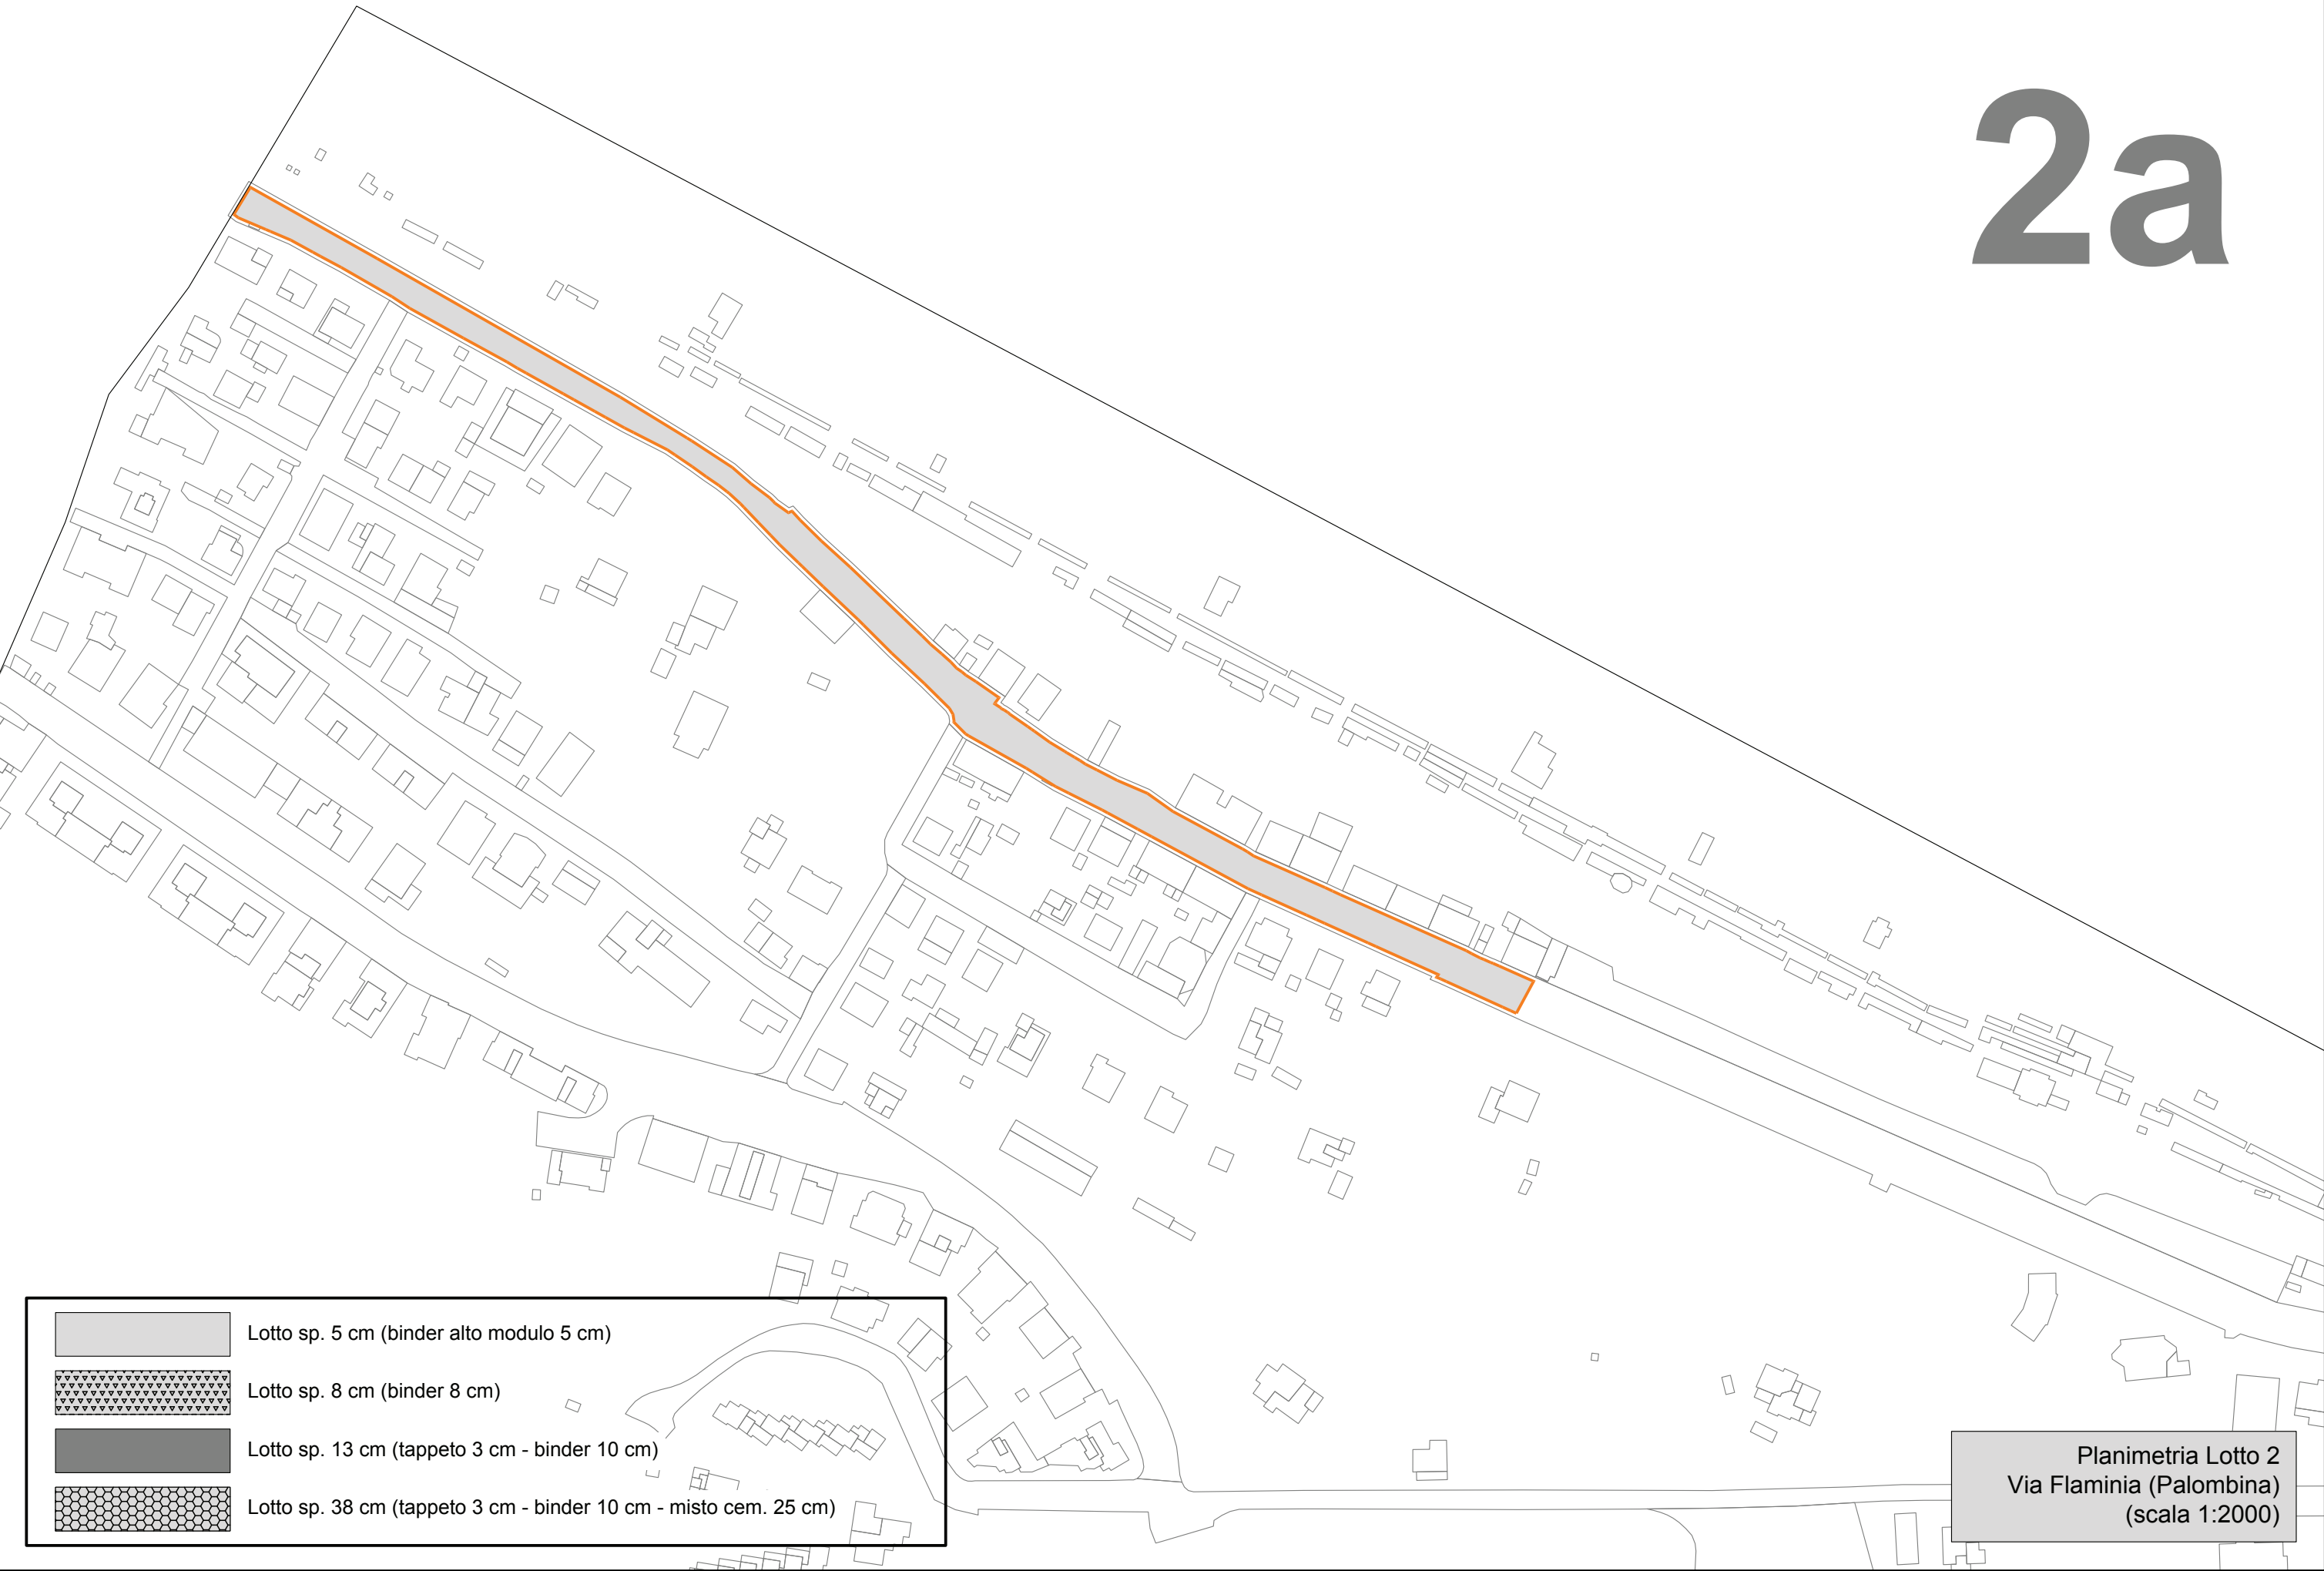 2a
Lotto sp. 5 cm (binder alto modulo 5 cm)
Lotto sp. 8 cm (binder 8 cm)
Lotto sp. 13 cm (tappeto 3 cm - binder 10 cm)
Lotto sp. 38 cm (tappeto 3 cm - binder 10 cm - misto cem. 25 cm)
Planimetria Lotto 2
Via Flaminia (Palombina)
(scala 1:2000)